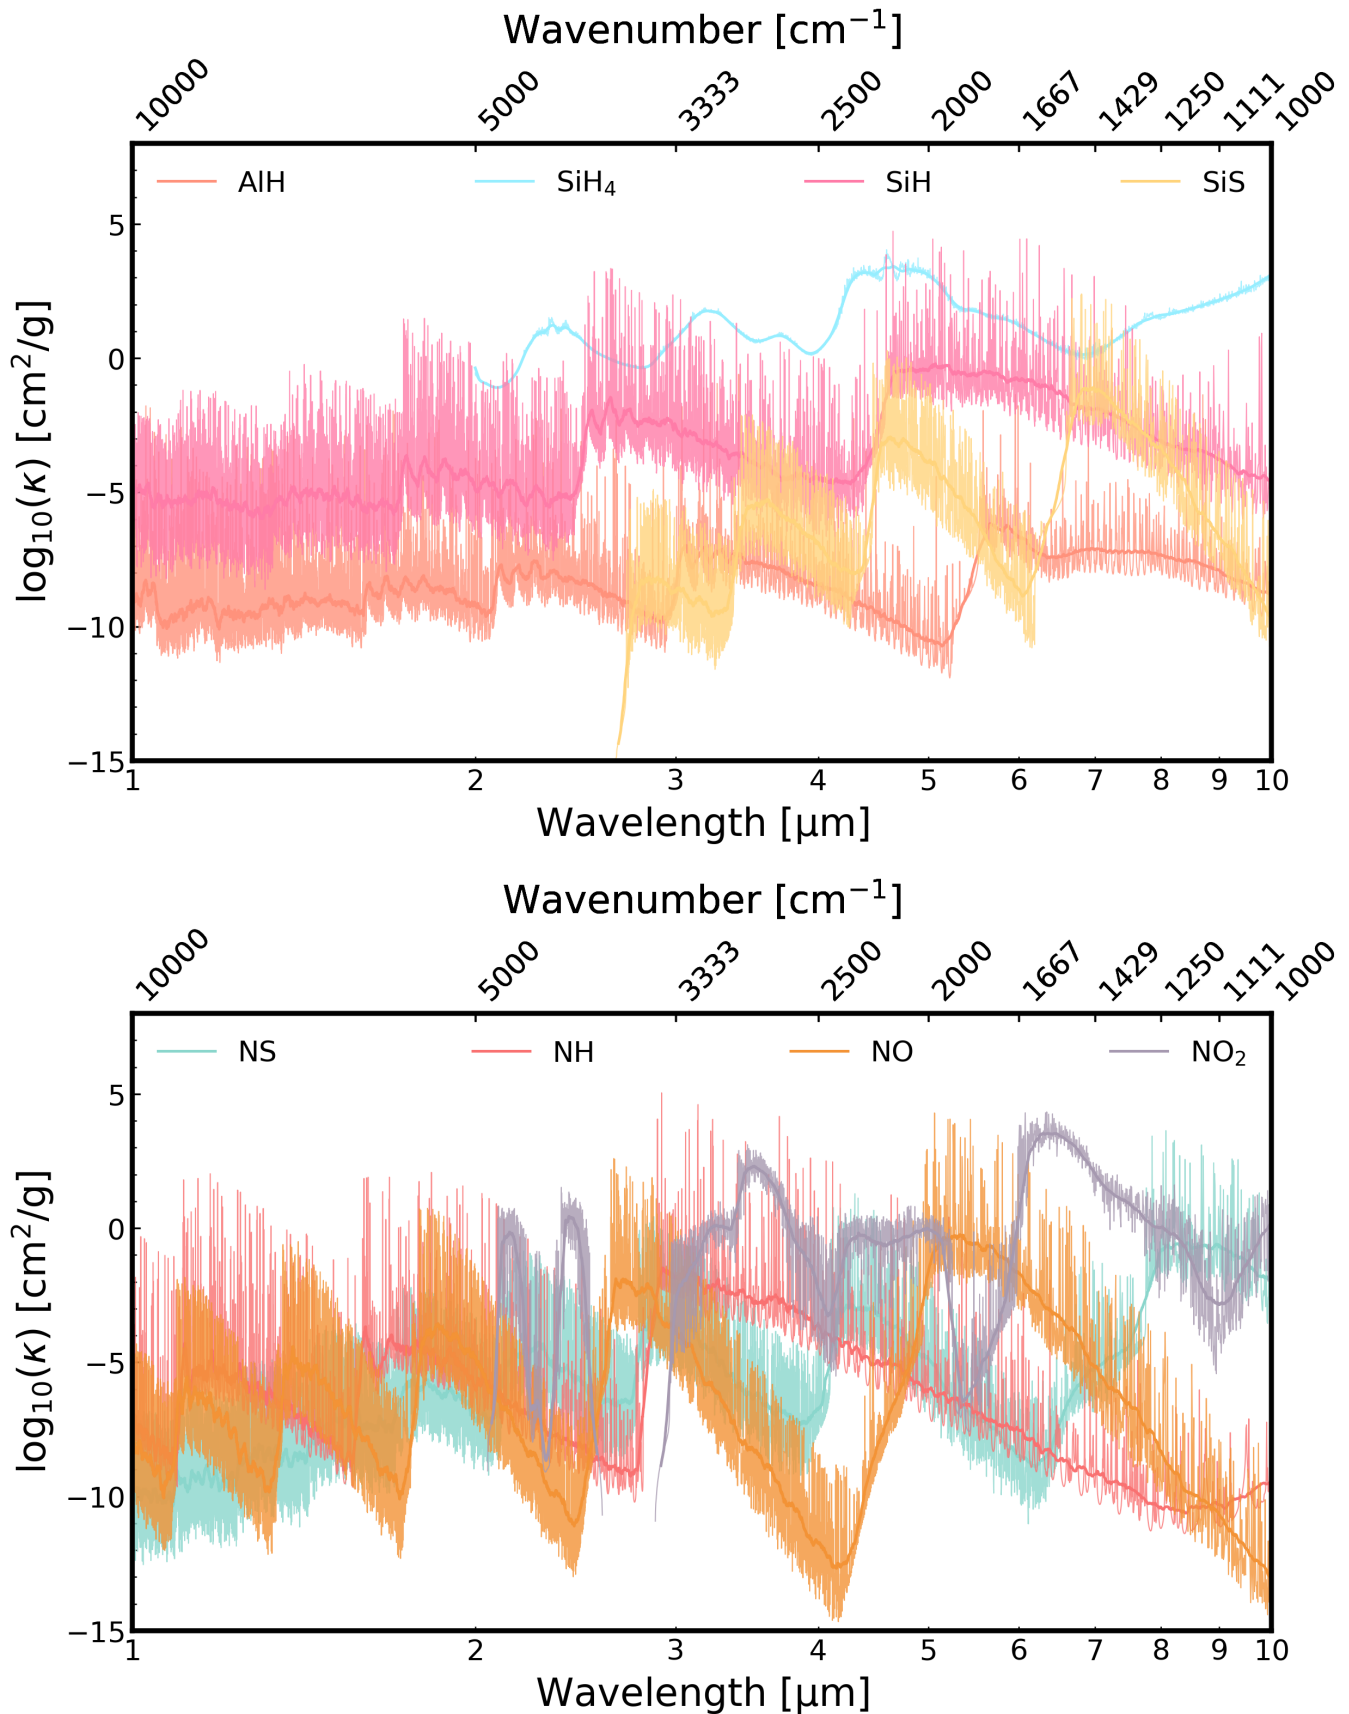 Wavenumber [cm⁻¹]
10000 5000 3333 2500 2000 1667 1429 1250 1111 1000
AlH SiH₄ SiH SiS
5
0
−5
−10
−15
log₁₀(κ) [cm²/g]
1 2 3 4 5 6 7 8 9 10
Wavelength [μm]
Wavenumber [cm⁻¹]
10000 5000 3333 2500 2000 1667 1429 1250 1111 1000
NS NH NO NO₂
5
0
−5
−10
−15
log₁₀(κ) [cm²/g]
1 2 3 4 5 6 7 8 9 10
Wavelength [μm]